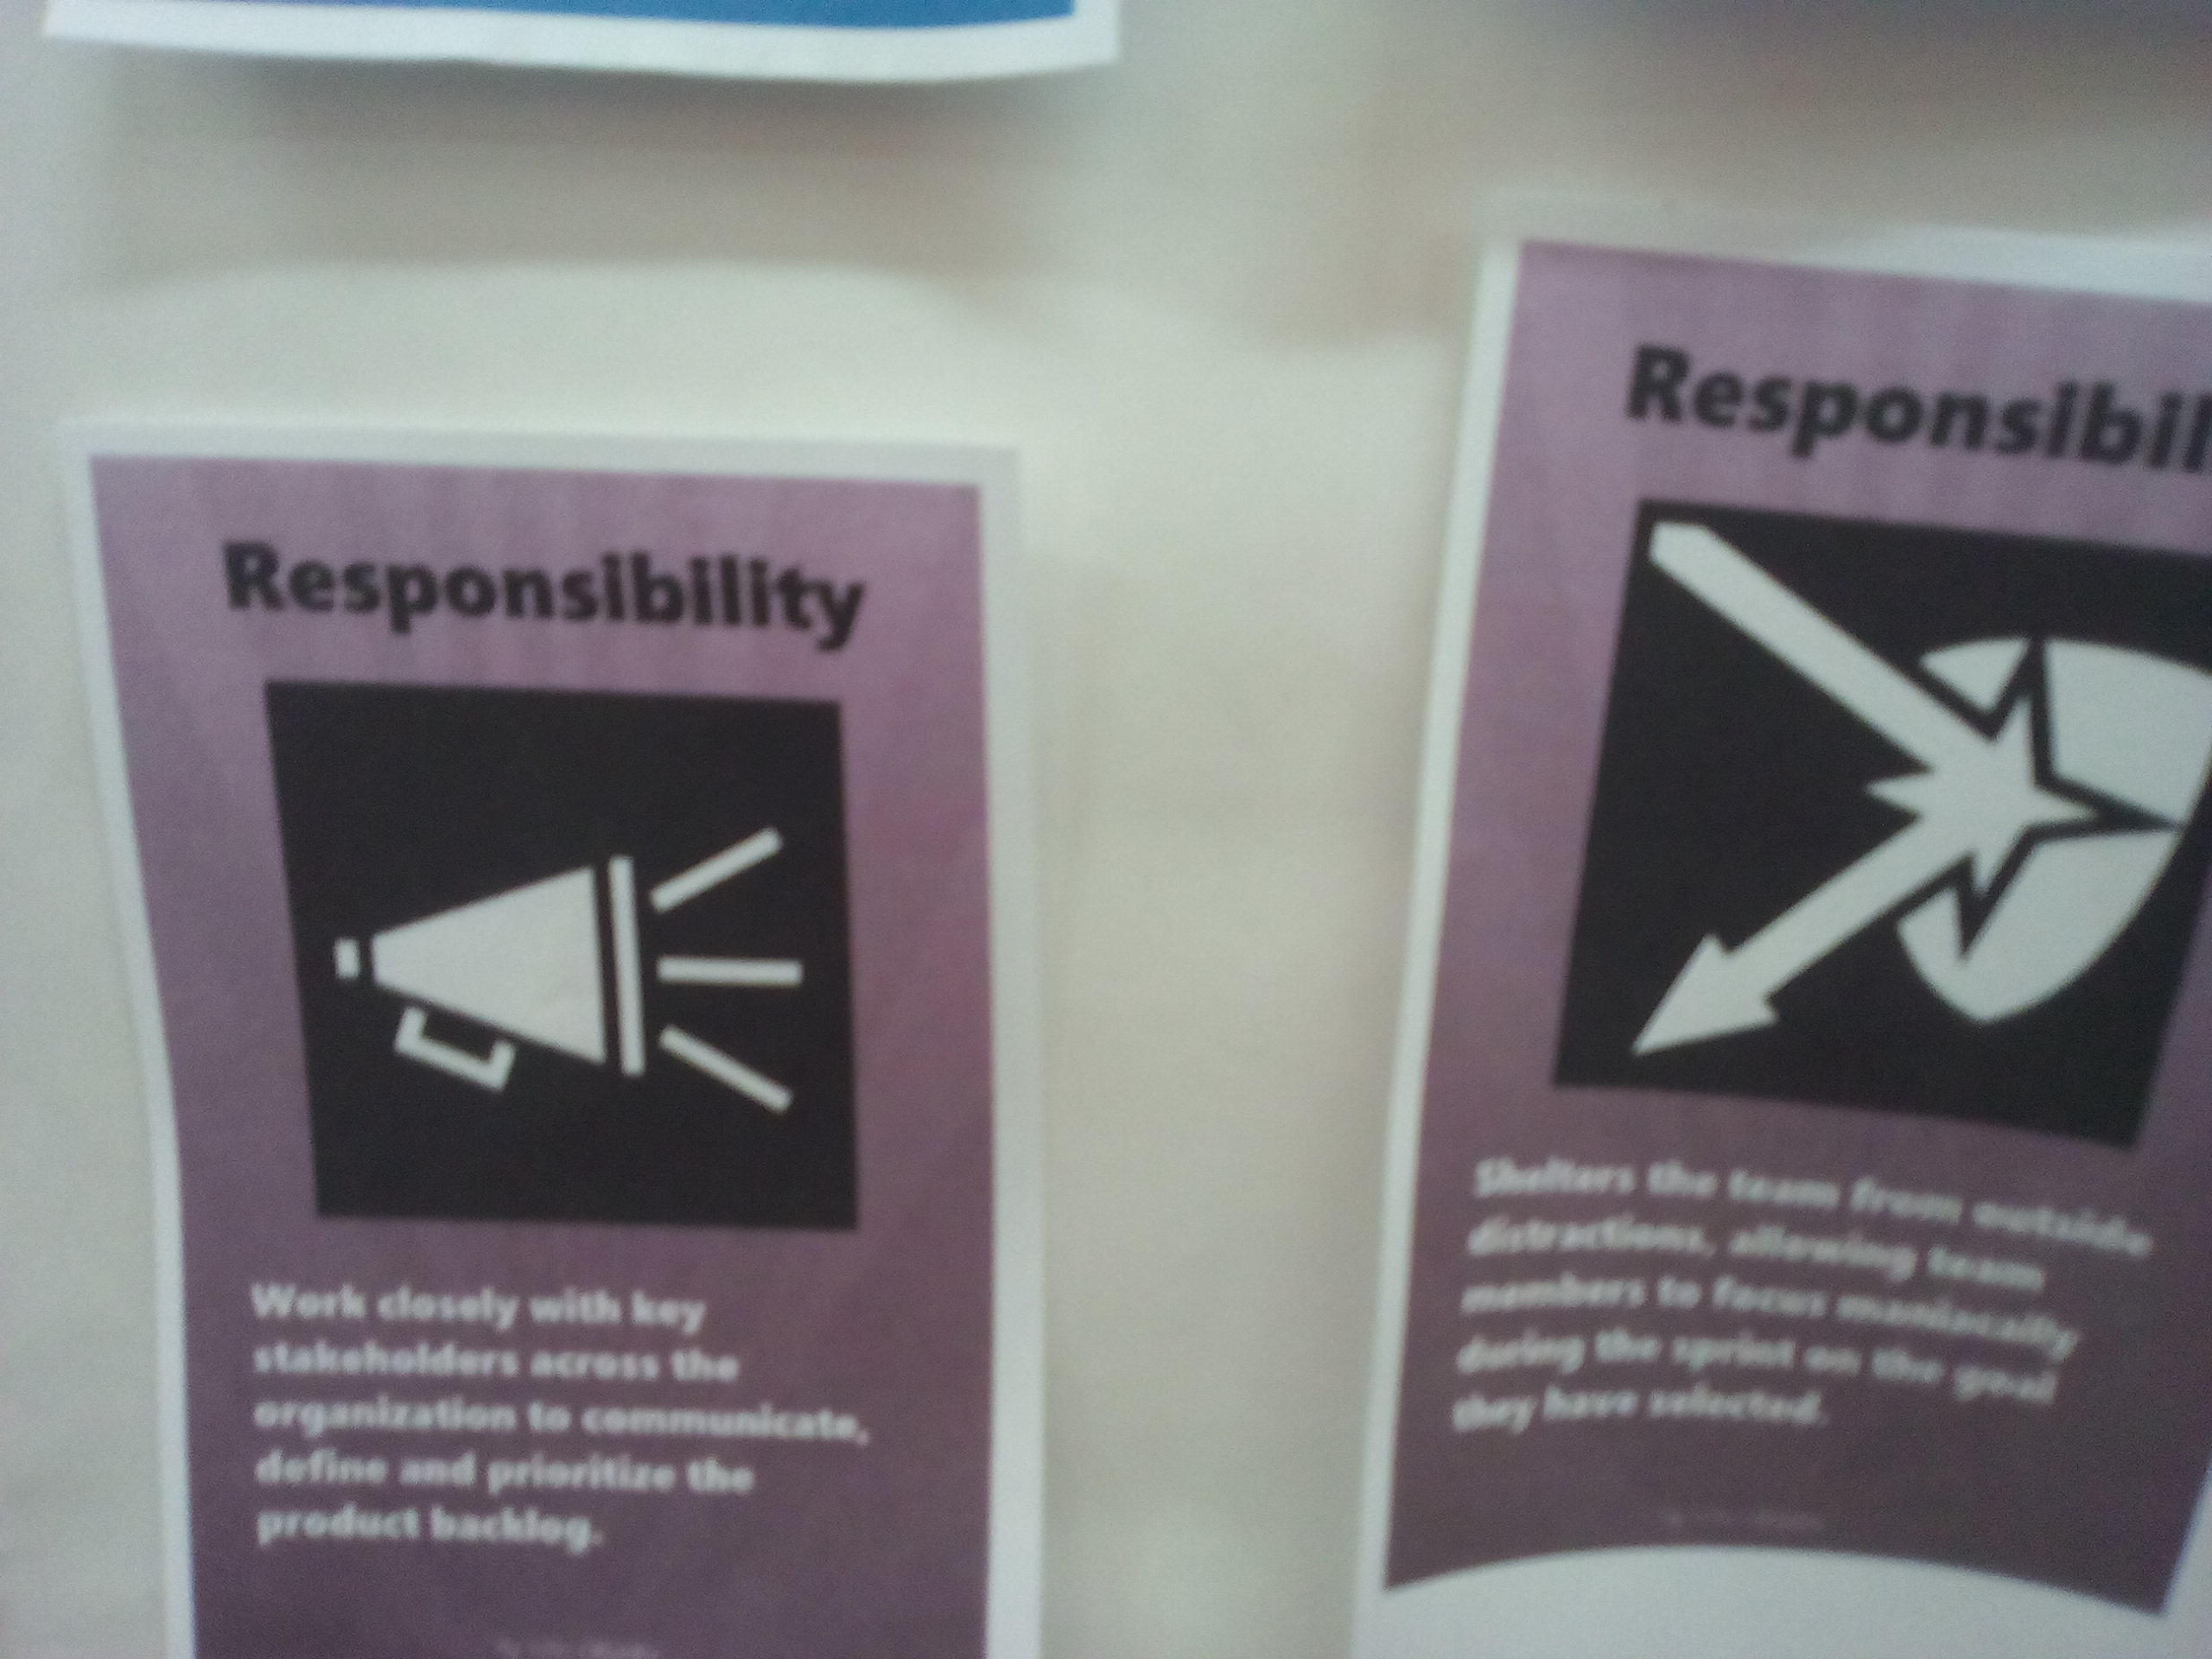 Responsibility
Work closely with key
stakeholders across the
organization to communicate,
define and prioritize the
product backlog.
Responsibil
Shelters the team from outside
distractions, allowing team
members to focus maniacally
during the sprint on the goal
they have selected.